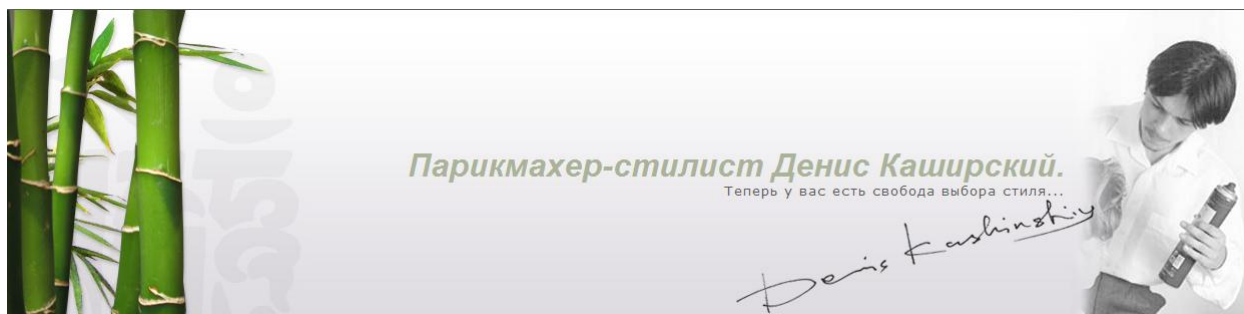 Парикмахер-стилист Денис Каширский.
Теперь у вас есть свобода выбора стиля...
Denis Kashirskiy